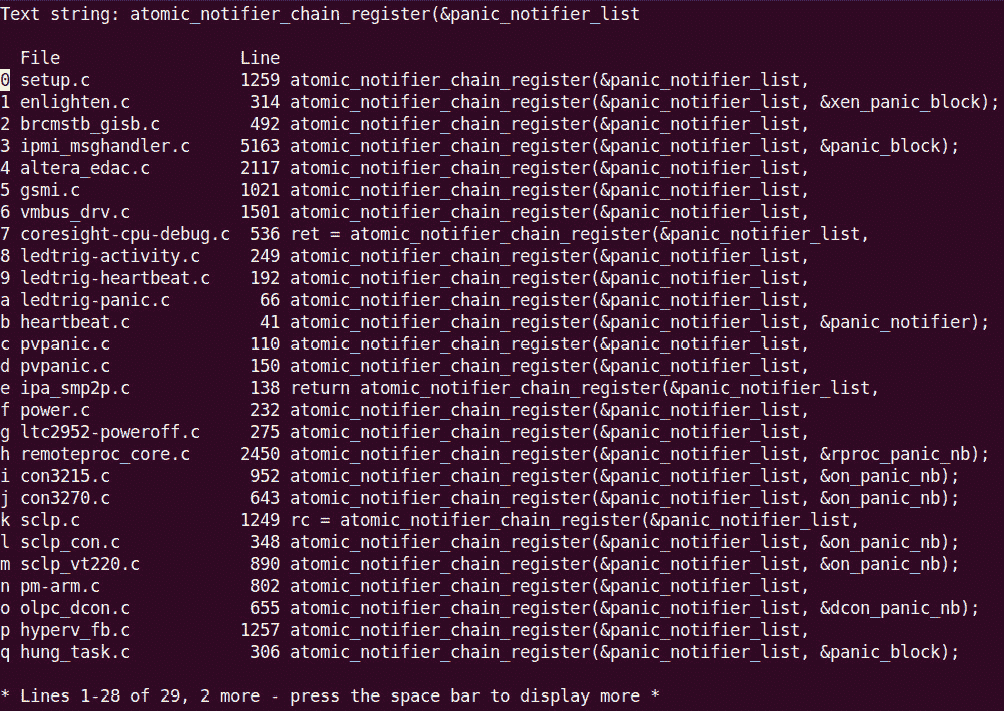 Text string: atomic_notifier_chain_register(&panic_notifier_list
File Line
0 setup.c 1259 atomic_notifier_chain_register(&panic_notifier_list,
1 enlighten.c 314 atomic_notifier_chain_register(&panic_notifier_list, &xen_panic_block);
2 brcmstb_gisb.c 492 atomic_notifier_chain_register(&panic_notifier_list,
3 ipmi_msghandler.c 5163 atomic_notifier_chain_register(&panic_notifier_list, &panic_block);
4 altera_edac.c 2117 atomic_notifier_chain_register(&panic_notifier_list,
5 gsmi.c 1021 atomic_notifier_chain_register(&panic_notifier_list,
6 vmbus_drv.c 1501 atomic_notifier_chain_register(&panic_notifier_list,
7 coresight-cpu-debug.c 536 ret = atomic_notifier_chain_register(&panic_notifier_list,
8 ledtrig-activity.c 249 atomic_notifier_chain_register(&panic_notifier_list,
9 ledtrig-heartbeat.c 192 atomic_notifier_chain_register(&panic_notifier_list,
a ledtrig-panic.c 66 atomic_notifier_chain_register(&panic_notifier_list,
b heartbeat.c 41 atomic_notifier_chain_register(&panic_notifier_list, &panic_notifier);
c pvpanic.c 110 atomic_notifier_chain_register(&panic_notifier_list,
d pvpanic.c 150 atomic_notifier_chain_register(&panic_notifier_list,
e ipa_smp2p.c 138 return atomic_notifier_chain_register(&panic_notifier_list,
f power.c 232 atomic_notifier_chain_register(&panic_notifier_list,
g ltc2952-poweroff.c 275 atomic_notifier_chain_register(&panic_notifier_list,
h remoteproc_core.c 2450 atomic_notifier_chain_register(&panic_notifier_list, &rproc_panic_nb);
i con3215.c 952 atomic_notifier_chain_register(&panic_notifier_list, &on_panic_nb);
j con3270.c 643 atomic_notifier_chain_register(&panic_notifier_list, &on_panic_nb);
k sclp.c 1249 rc = atomic_notifier_chain_register(&panic_notifier_list,
l sclp_con.c 348 atomic_notifier_chain_register(&panic_notifier_list, &on_panic_nb);
m sclp_vt220.c 890 atomic_notifier_chain_register(&panic_notifier_list, &on_panic_nb);
n pm-arm.c 802 atomic_notifier_chain_register(&panic_notifier_list,
o olpc_dcon.c 655 atomic_notifier_chain_register(&panic_notifier_list, &dcon_panic_nb);
p hyperv_fb.c 1257 atomic_notifier_chain_register(&panic_notifier_list,
q hung_task.c 306 atomic_notifier_chain_register(&panic_notifier_list, &panic_block);
* Lines 1-28 of 29, 2 more - press the space bar to display more *